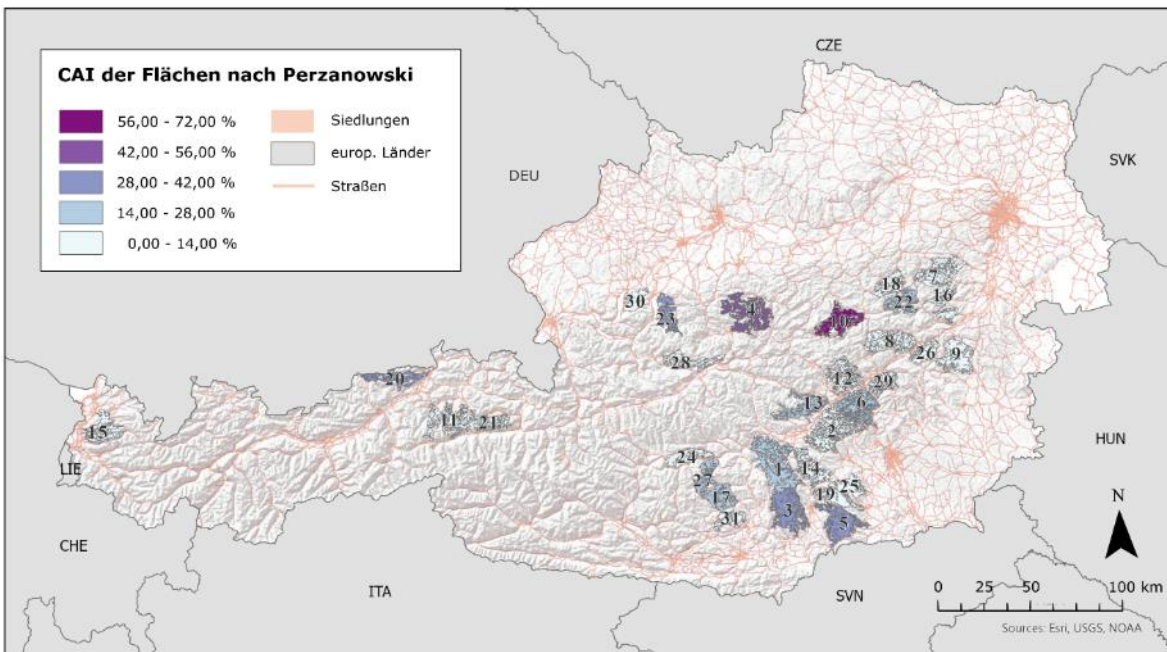 CZE
CAI der Flächen nach Perzanowski
56,00 - 72,00 %
Siedlungen
42,00 - 56,00 %
europ. Länder
28,00 - 42,00 %
Straßen
14,00 - 28,00 %
0,00 - 14,00 %
DEU
SVK
7
18
22
16
30
23
4
10
8
26
9
28
20
12
29
13
6
11
21
15
2
HUN
24
14
LIE
1
27
25
17
19
3
31
5
N
CHE
ITA
SVN
0 25 50 100 km
Sources: Esri, USGS, NOAA